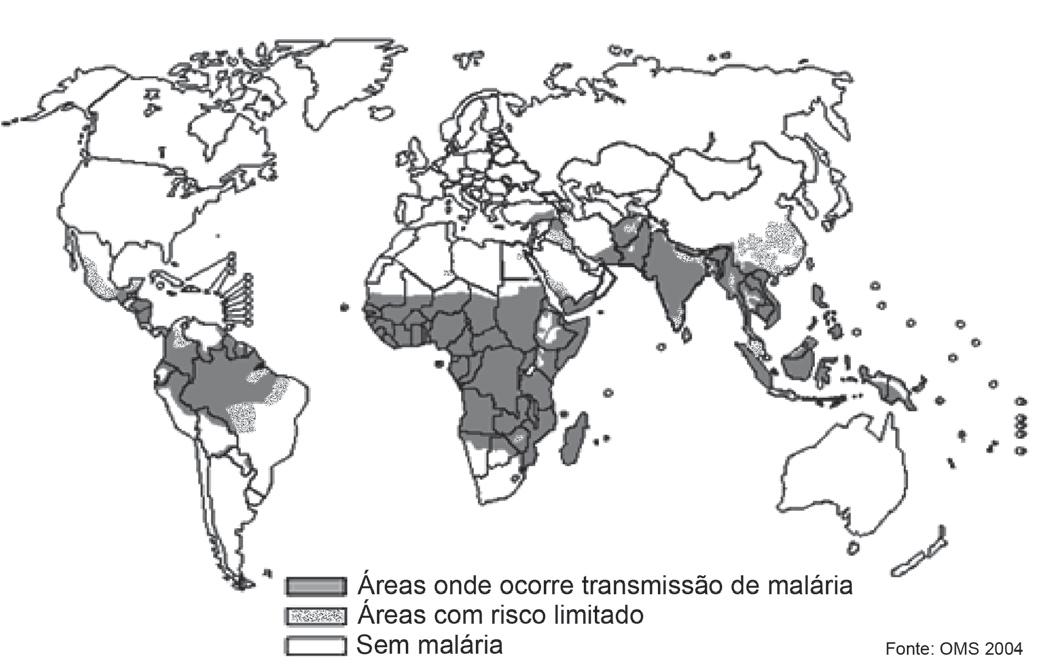 Áreas onde ocorre transmissão de malária
Áreas com risco limitado
Sem malária
Fonte: OMS 2004